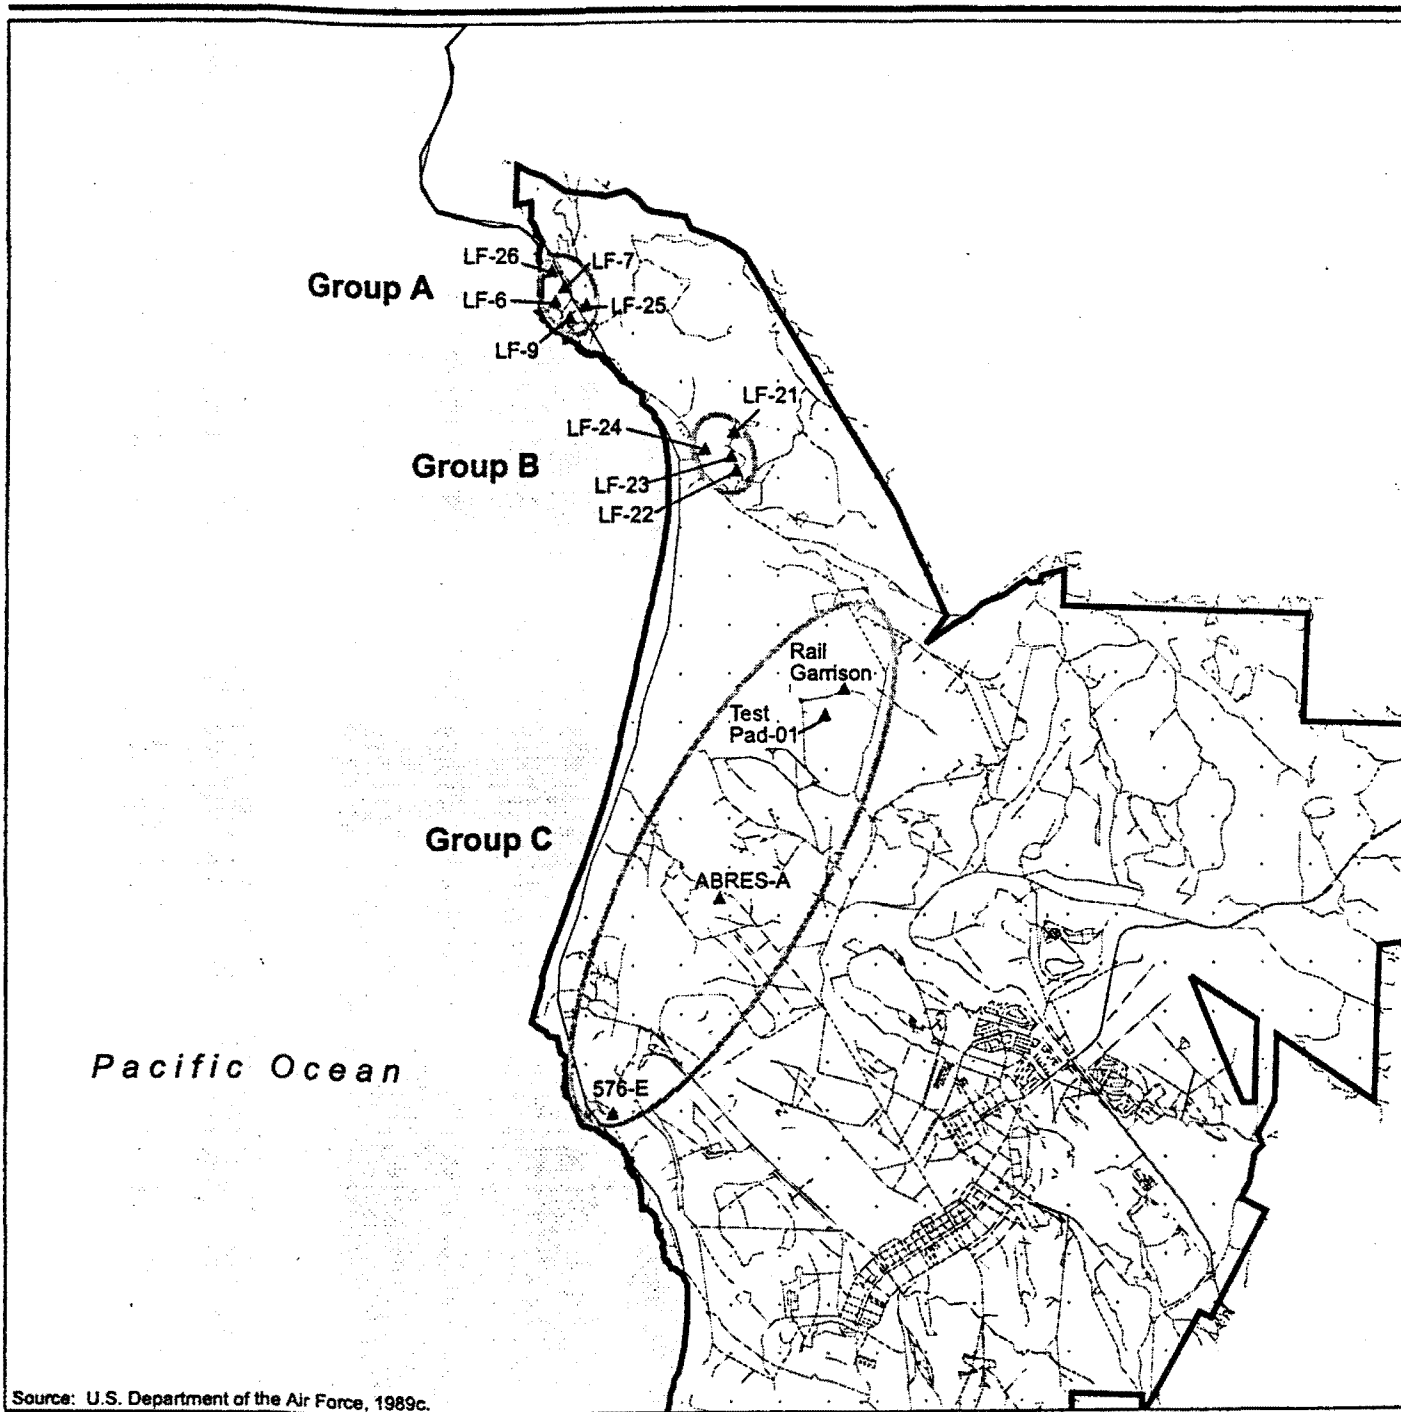 LF-26
LF-7
Group A
LF-6
LF-25
LF-9
LF-21
LF-24
Group B
LF-23
LF-22
Rail
Garrison
Test
Pad-01
Group C
ABRES-A
Pacific Ocean
576-E
Source: U.S. Department of the Air Force, 1989c.